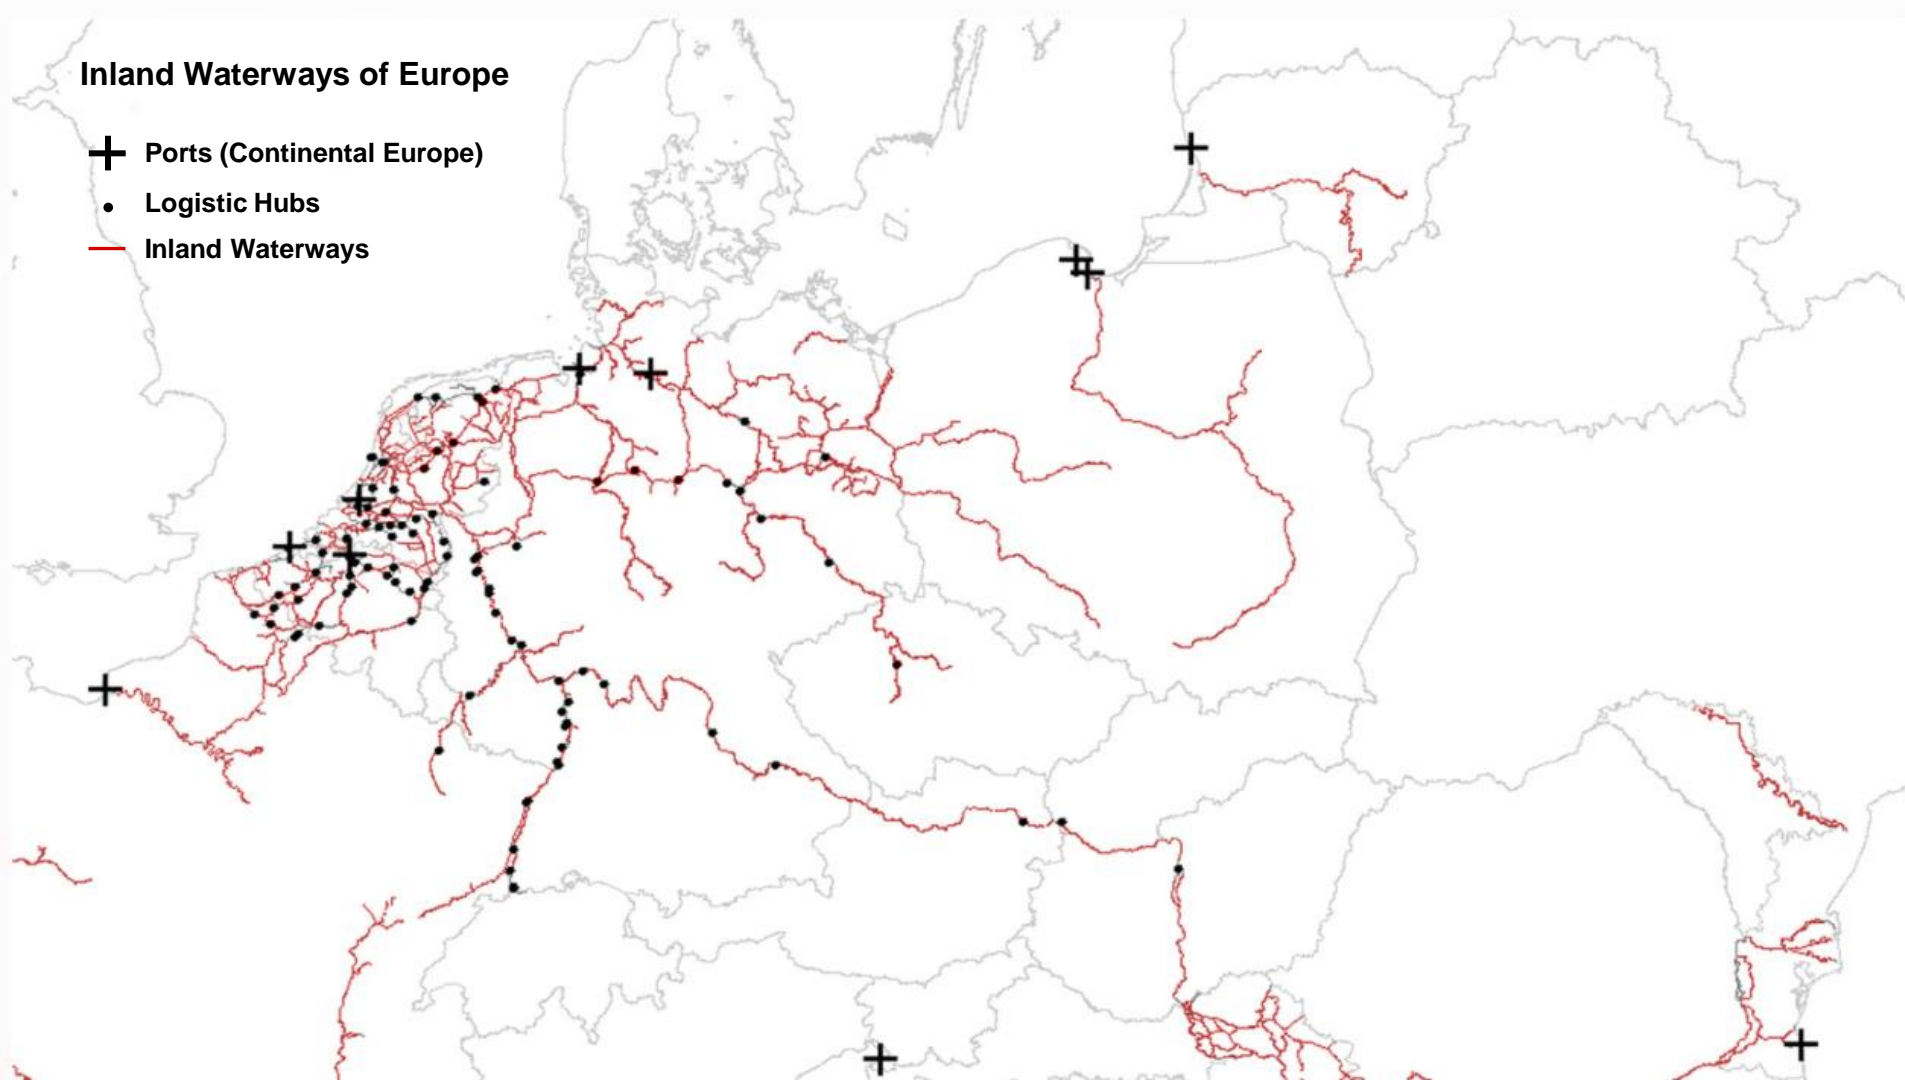 Inland Waterways of Europe
Ports (Continental Europe)
Logistic Hubs
Inland Waterways